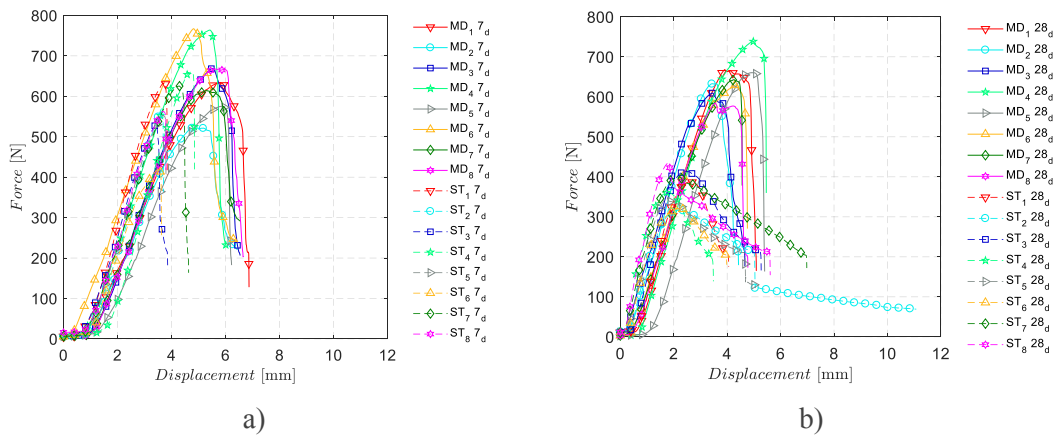 800
700
600
500
400
300
200
100
0
0 2 4 6 8 10 12
Force [N]
Displacement [mm]
MD1 7d
MD2 7d
MD3 7d
MD4 7d
MD5 7d
MD6 7d
MD7 7d
MD8 7d
ST1 7d
ST2 7d
ST3 7d
ST4 7d
ST5 7d
ST6 7d
ST7 7d
ST8 7d
a)
800
700
600
500
400
300
200
100
0
0 2 4 6 8 10 12
Force [N]
Displacement [mm]
MD1 28d
MD2 28d
MD3 28d
MD4 28d
MD5 28d
MD6 28d
MD7 28d
MD8 28d
ST1 28d
ST2 28d
ST3 28d
ST4 28d
ST5 28d
ST6 28d
ST7 28d
ST8 28d
b)